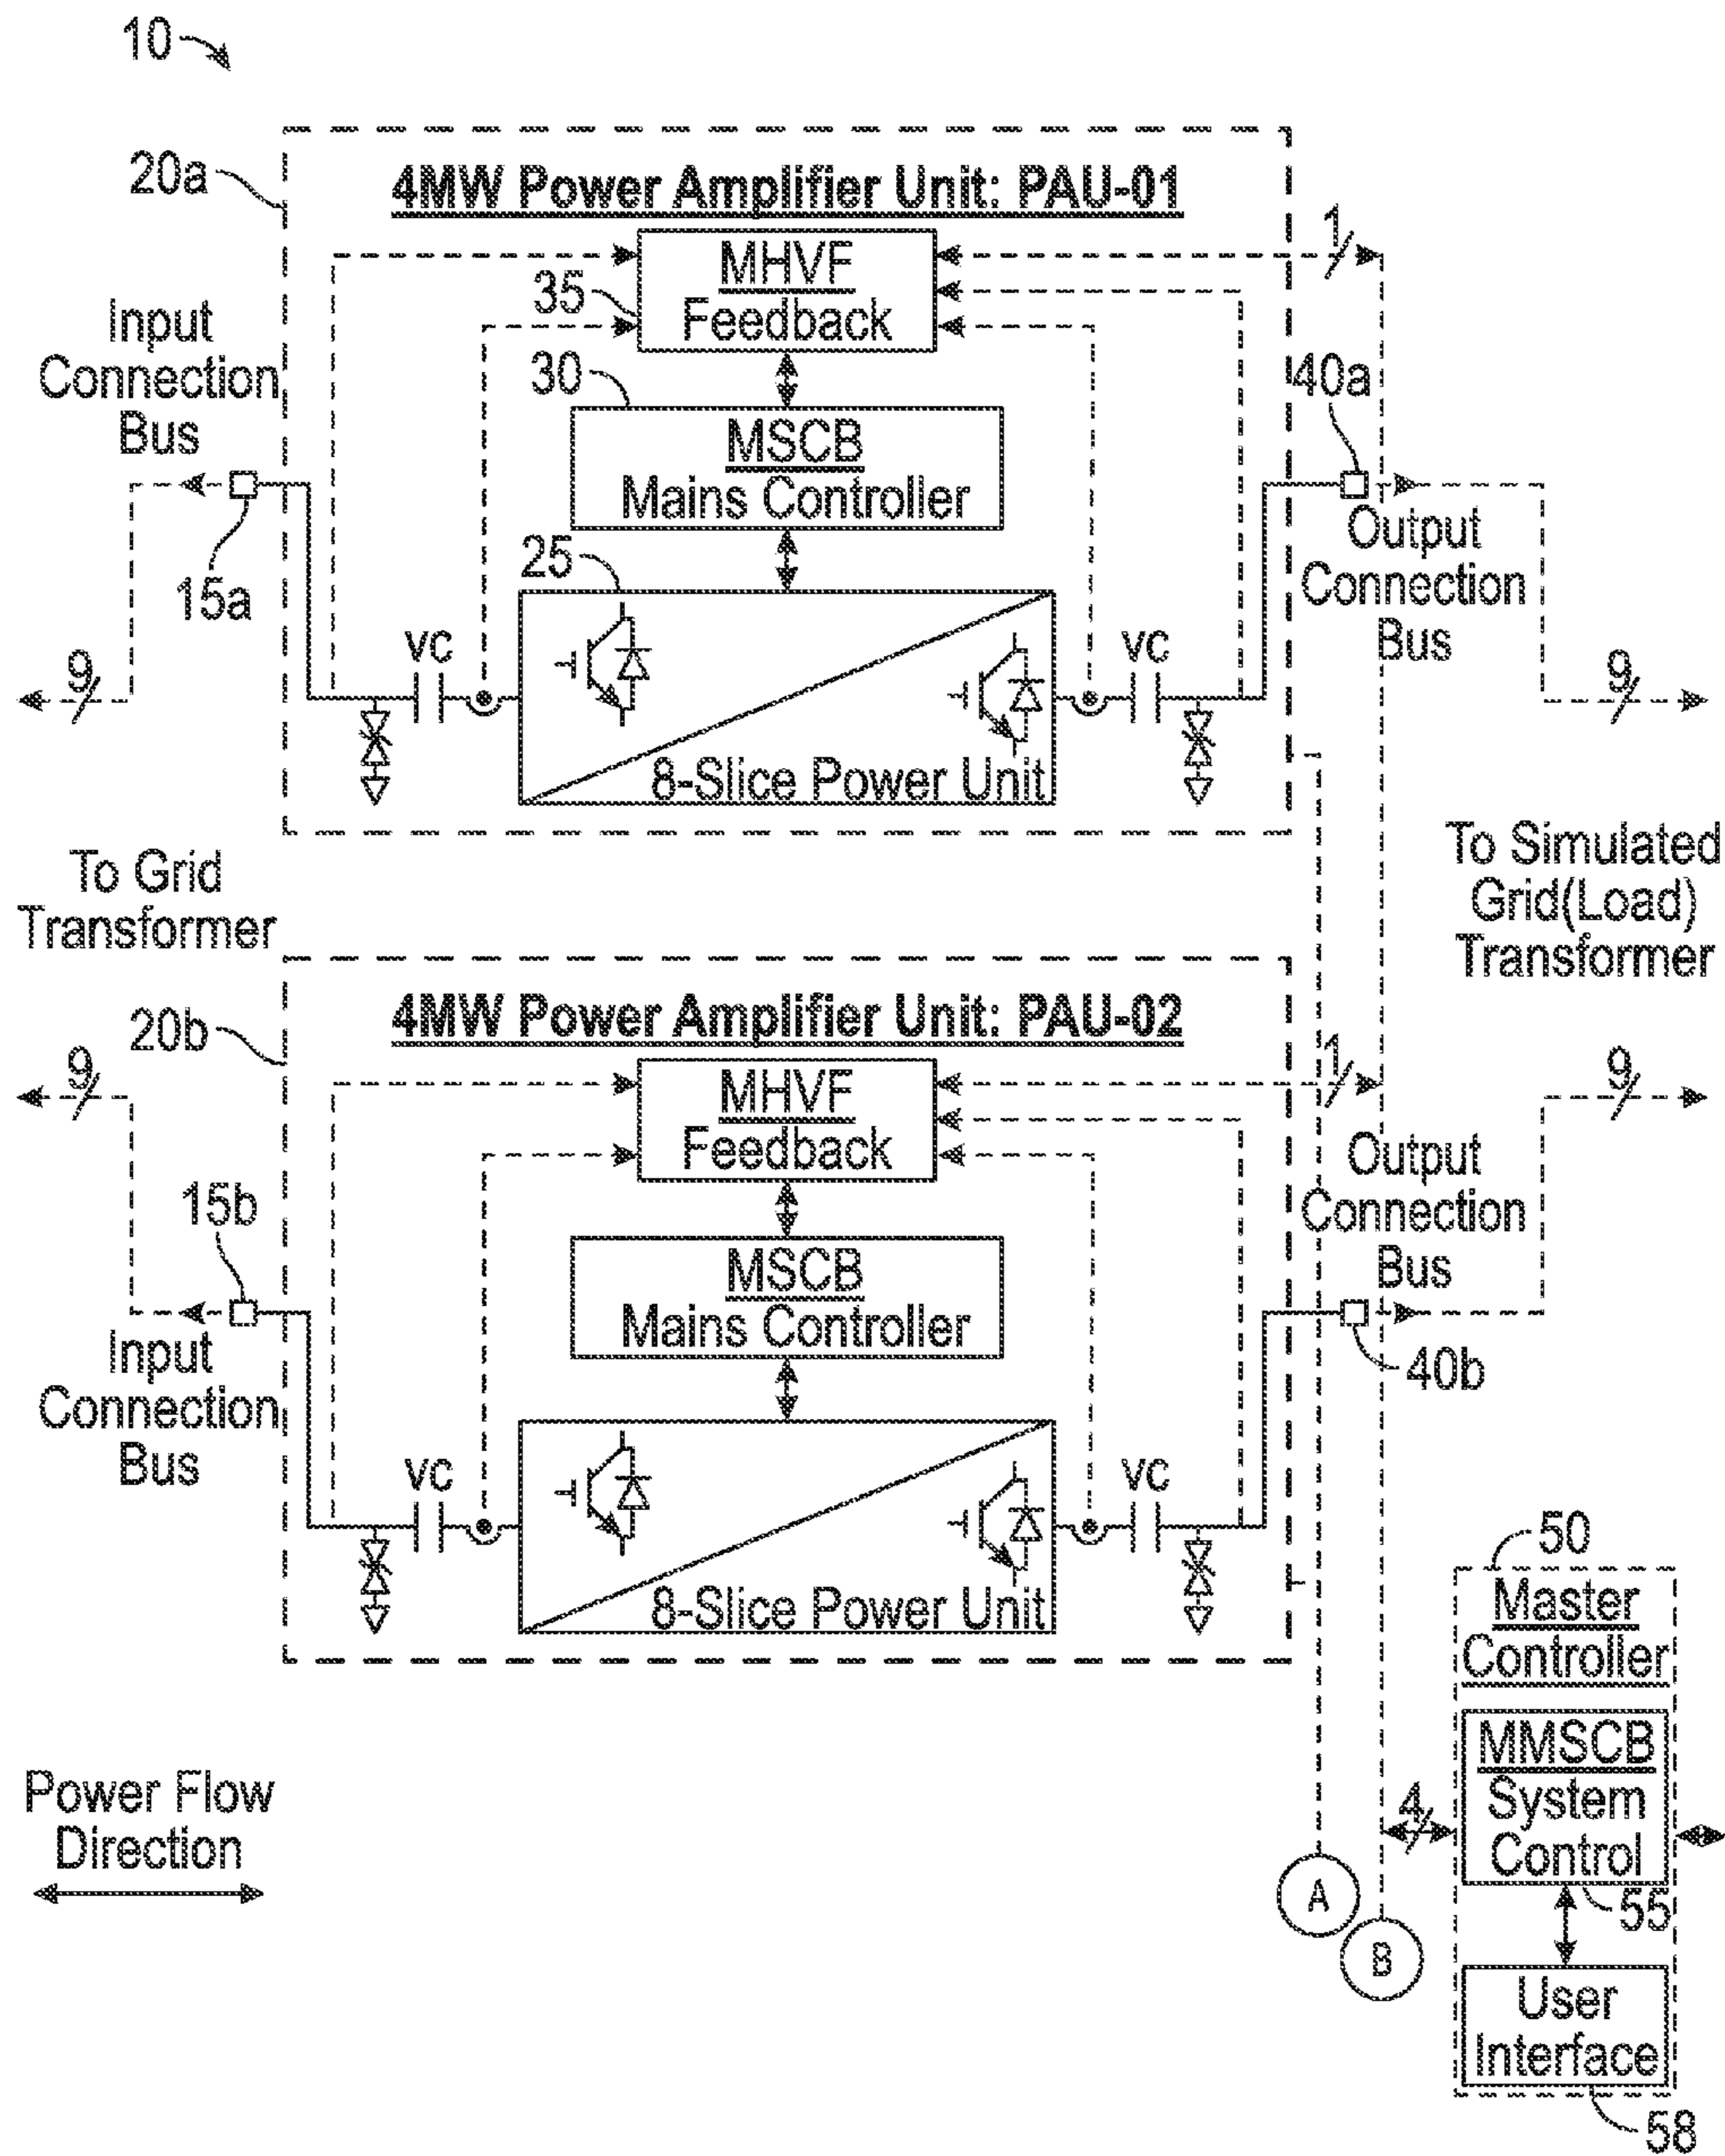 10
20a
4MW Power Amplifier Unit: PAU-01
1
MHVF
Feedback
35
Input
Connection
Bus
30
40a
MSCB
Mains Controller
15a
25
Output
Connection
Bus
9
VC
VC
9
8-Slice Power Unit
To Grid
Transformer
To Simulated
Grid(Load)
Transformer
20b
4MW Power Amplifier Unit: PAU-02
9
1
9
MHVF
Feedback
Output
Connection
Bus
15b
MSCB
Mains Controller
Input
Connection
Bus
40b
VC
VC
8-Slice Power Unit
50
Master
Controller
MMSCB
System
Control
4
55
Power Flow
Direction
A
B
User
Interface
58